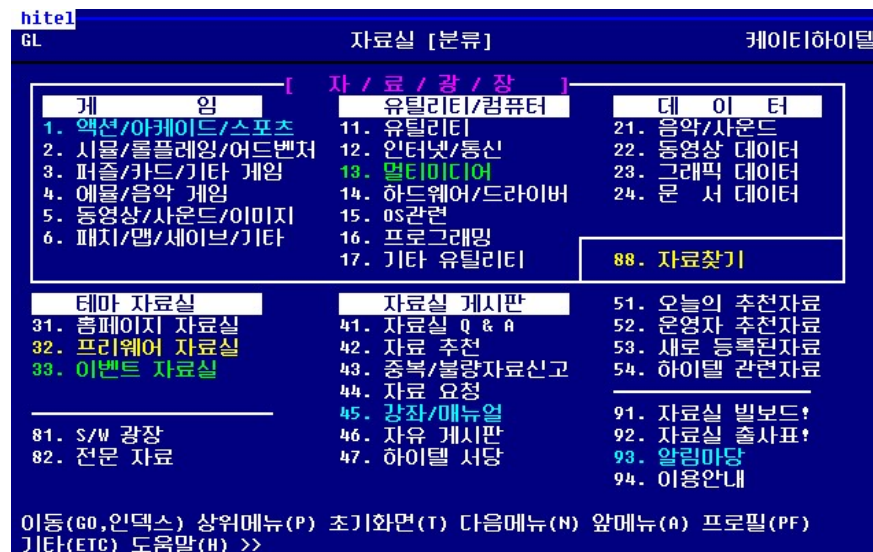 hitel
GL 자료실 [분류] 케이티하이텔
[ 자 / 료 / 광 / 장 ]
게 임 유틸리티/컴퓨터 데 이 터
1. 액션/아케이드/스포츠 11. 유틸리티 21. 음악/사운드
2. 시뮬/롤플레잉/어드벤처 12. 인터넷/통신 22. 동영상 데이터
3. 퍼즐/카드/기타 게임 13. 멀티미디어 23. 그래픽 데이터
4. 에뮬/음악 게임 14. 하드웨어/드라이버 24. 문 서 데이터
5. 동영상/사운드/이미지 15. OS관련
6. 패치/맵/세이브/기타 16. 프로그래밍
17. 기타 유틸리티 88. 자료찾기
테마 자료실 자료실 게시판 51. 오늘의 추천자료
31. 홈페이지 자료실 41. 자료실 Q & A 52. 운영자 추천자료
32. 프리웨어 자료실 42. 자료 추천 53. 새로 등록된자료
33. 이벤트 자료실 43. 중복/불량자료신고 54. 하이텔 관련자료
44. 자료 요청
45. 강좌/매뉴얼 91. 자료실 빌보드!
81. S/W 광장 46. 자유 게시판 92. 자료실 출사표!
82. 전문 자료 47. 하이텔 서당 93. 알림마당
94. 이용안내
이동(GO,인덱스) 상위메뉴(P) 초기화면(T) 다음메뉴(N) 앞메뉴(A) 프로필(PF)
기타(ETC) 도움말(H) >>